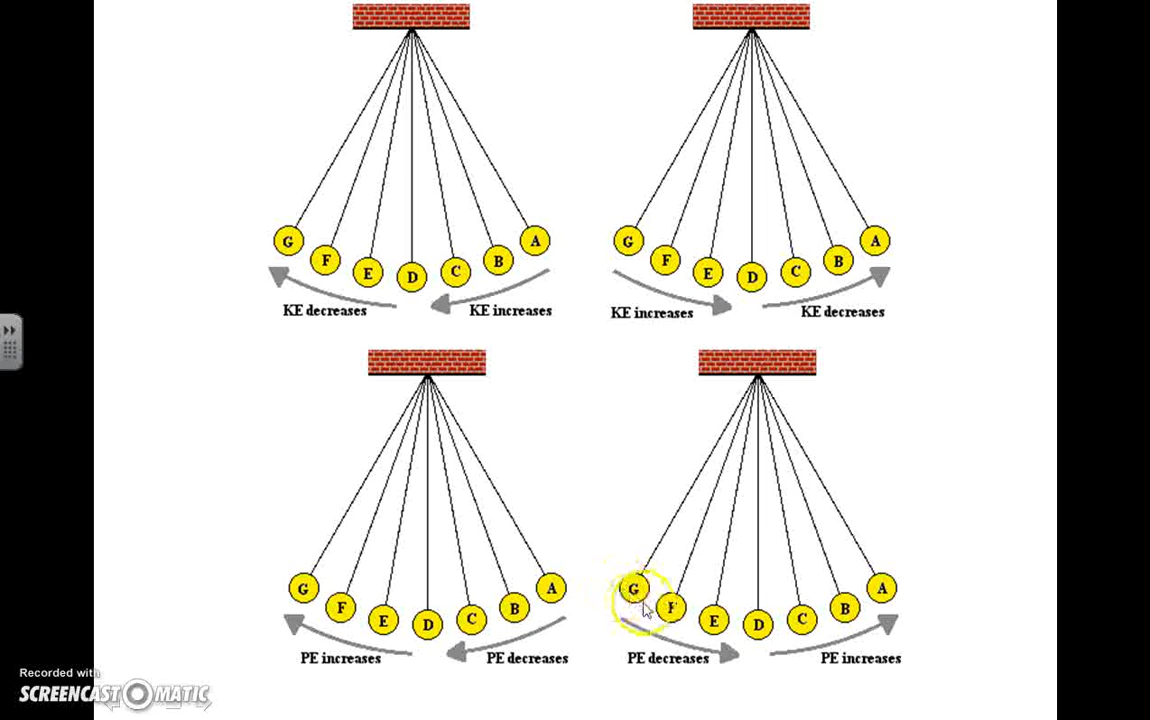 G F E D C B A
KE decreases KE increases
G F E D C B A
KE increases KE decreases
G F E D C B A
PE increases PE decreases
G F E D C B A
PE decreases PE increases
Recorded with
SCREENCAST O MATIC